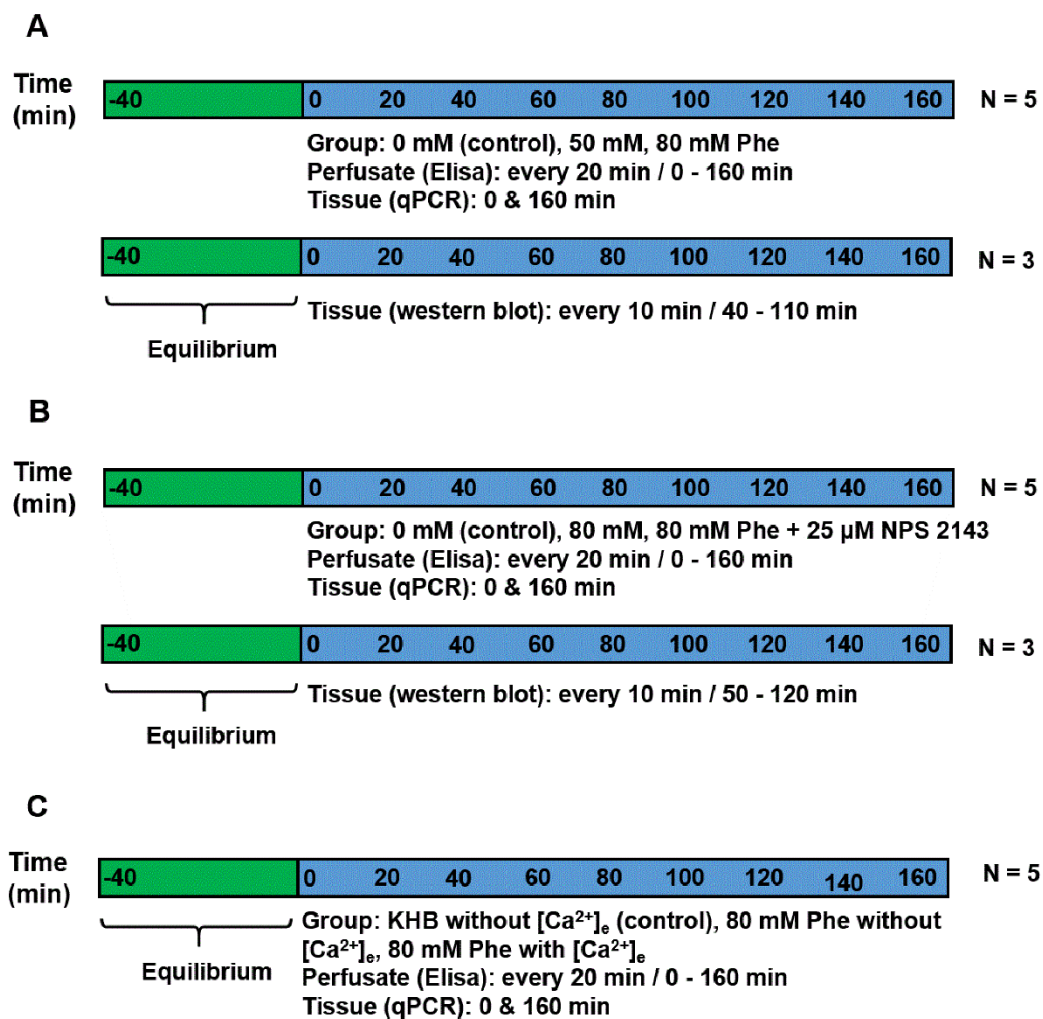 A
Time
(min)
-40 0 20 40 60 80 100 120 140 160 N = 5
Group: 0 mM (control), 50 mM, 80 mM Phe
Perfusate (Elisa): every 20 min / 0 - 160 min
Tissue (qPCR): 0 & 160 min
-40 0 20 40 60 80 100 120 140 160 N = 3
Tissue (western blot): every 10 min / 40 - 110 min
Equilibrium
B
Time
(min)
-40 0 20 40 60 80 100 120 140 160 N = 5
Group: 0 mM (control), 80 mM, 80 mM Phe + 25 µM NPS 2143
Perfusate (Elisa): every 20 min / 0 - 160 min
Tissue (qPCR): 0 & 160 min
-40 0 20 40 60 80 100 120 140 160 N = 3
Tissue (western blot): every 10 min / 50 - 120 min
Equilibrium
C
Time
(min)
-40 0 20 40 60 80 100 120 140 160 N = 5
Group: KHB without [Ca²⁺]ₑ (control), 80 mM Phe without
[Ca²⁺]ₑ, 80 mM Phe with [Ca²⁺]ₑ
Equilibrium
Perfusate (Elisa): every 20 min / 0 - 160 min
Tissue (qPCR): 0 & 160 min